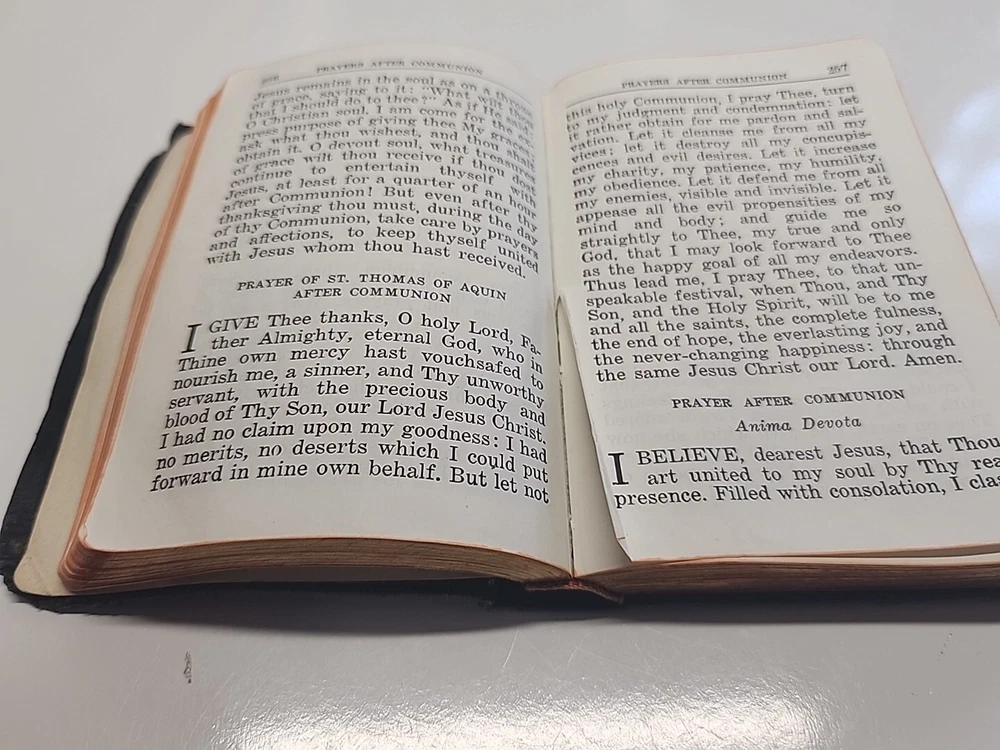 256 PRAYERS AFTER COMMUNION
Jesus remains in the soul as on a throne
of grace, saying to it: "What wilt thou
that I should do to thee?" As if He said:
O Christian soul, I am come for the ex-
press purpose of giving thee My graces;
ask what thou wishest, and thou shalt
obtain it. O devout soul, what treasures
of grace wilt thou receive if thou dost
continue to entertain thyself with
Jesus, at least for a quarter of an hour
after Communion! But even after thy
thanksgiving thou must, during the day
of thy Communion, take care by prayers
and affections, to keep thyself united
with Jesus whom thou hast received.
PRAYER OF ST. THOMAS OF AQUIN
AFTER COMMUNION
I GIVE Thee thanks, O holy Lord, Fa-
ther Almighty, eternal God, who in
Thine own mercy hast vouchsafed to
nourish me, a sinner, and Thy unworthy
servant, with the precious body and
blood of Thy Son, our Lord Jesus Christ.
I had no claim upon my goodness: I had
no merits, no deserts which I could put
forward in mine own behalf. But let not
PRAYERS AFTER COMMUNION 257
this holy Communion, I pray Thee, turn
to my judgment and condemnation: let
it rather obtain for me pardon and sal-
vation. Let it cleanse me from all my
vices: let it destroy all my concupis-
cences and evil desires. Let it increase
my charity, my patience, my humility,
my obedience. Let it defend me from all
my enemies, visible and invisible. Let it
appease all the evil propensities of my
mind and body; and guide me so
straightly to Thee, my true and only
God, that I may look forward to Thee
as the happy goal of all my endeavors.
Thus lead me, I pray Thee, to that un-
speakable festival, when Thou, and Thy
Son, and the Holy Spirit, will be to me
and all the saints, the complete fulness,
the end of hope, the everlasting joy, and
the never-changing happiness: through
the same Jesus Christ our Lord. Amen.
PRAYER AFTER COMMUNION
Anima Devota
I BELIEVE, dearest Jesus, that Thou
art united to my soul by Thy rea
presence. Filled with consolation, I clas